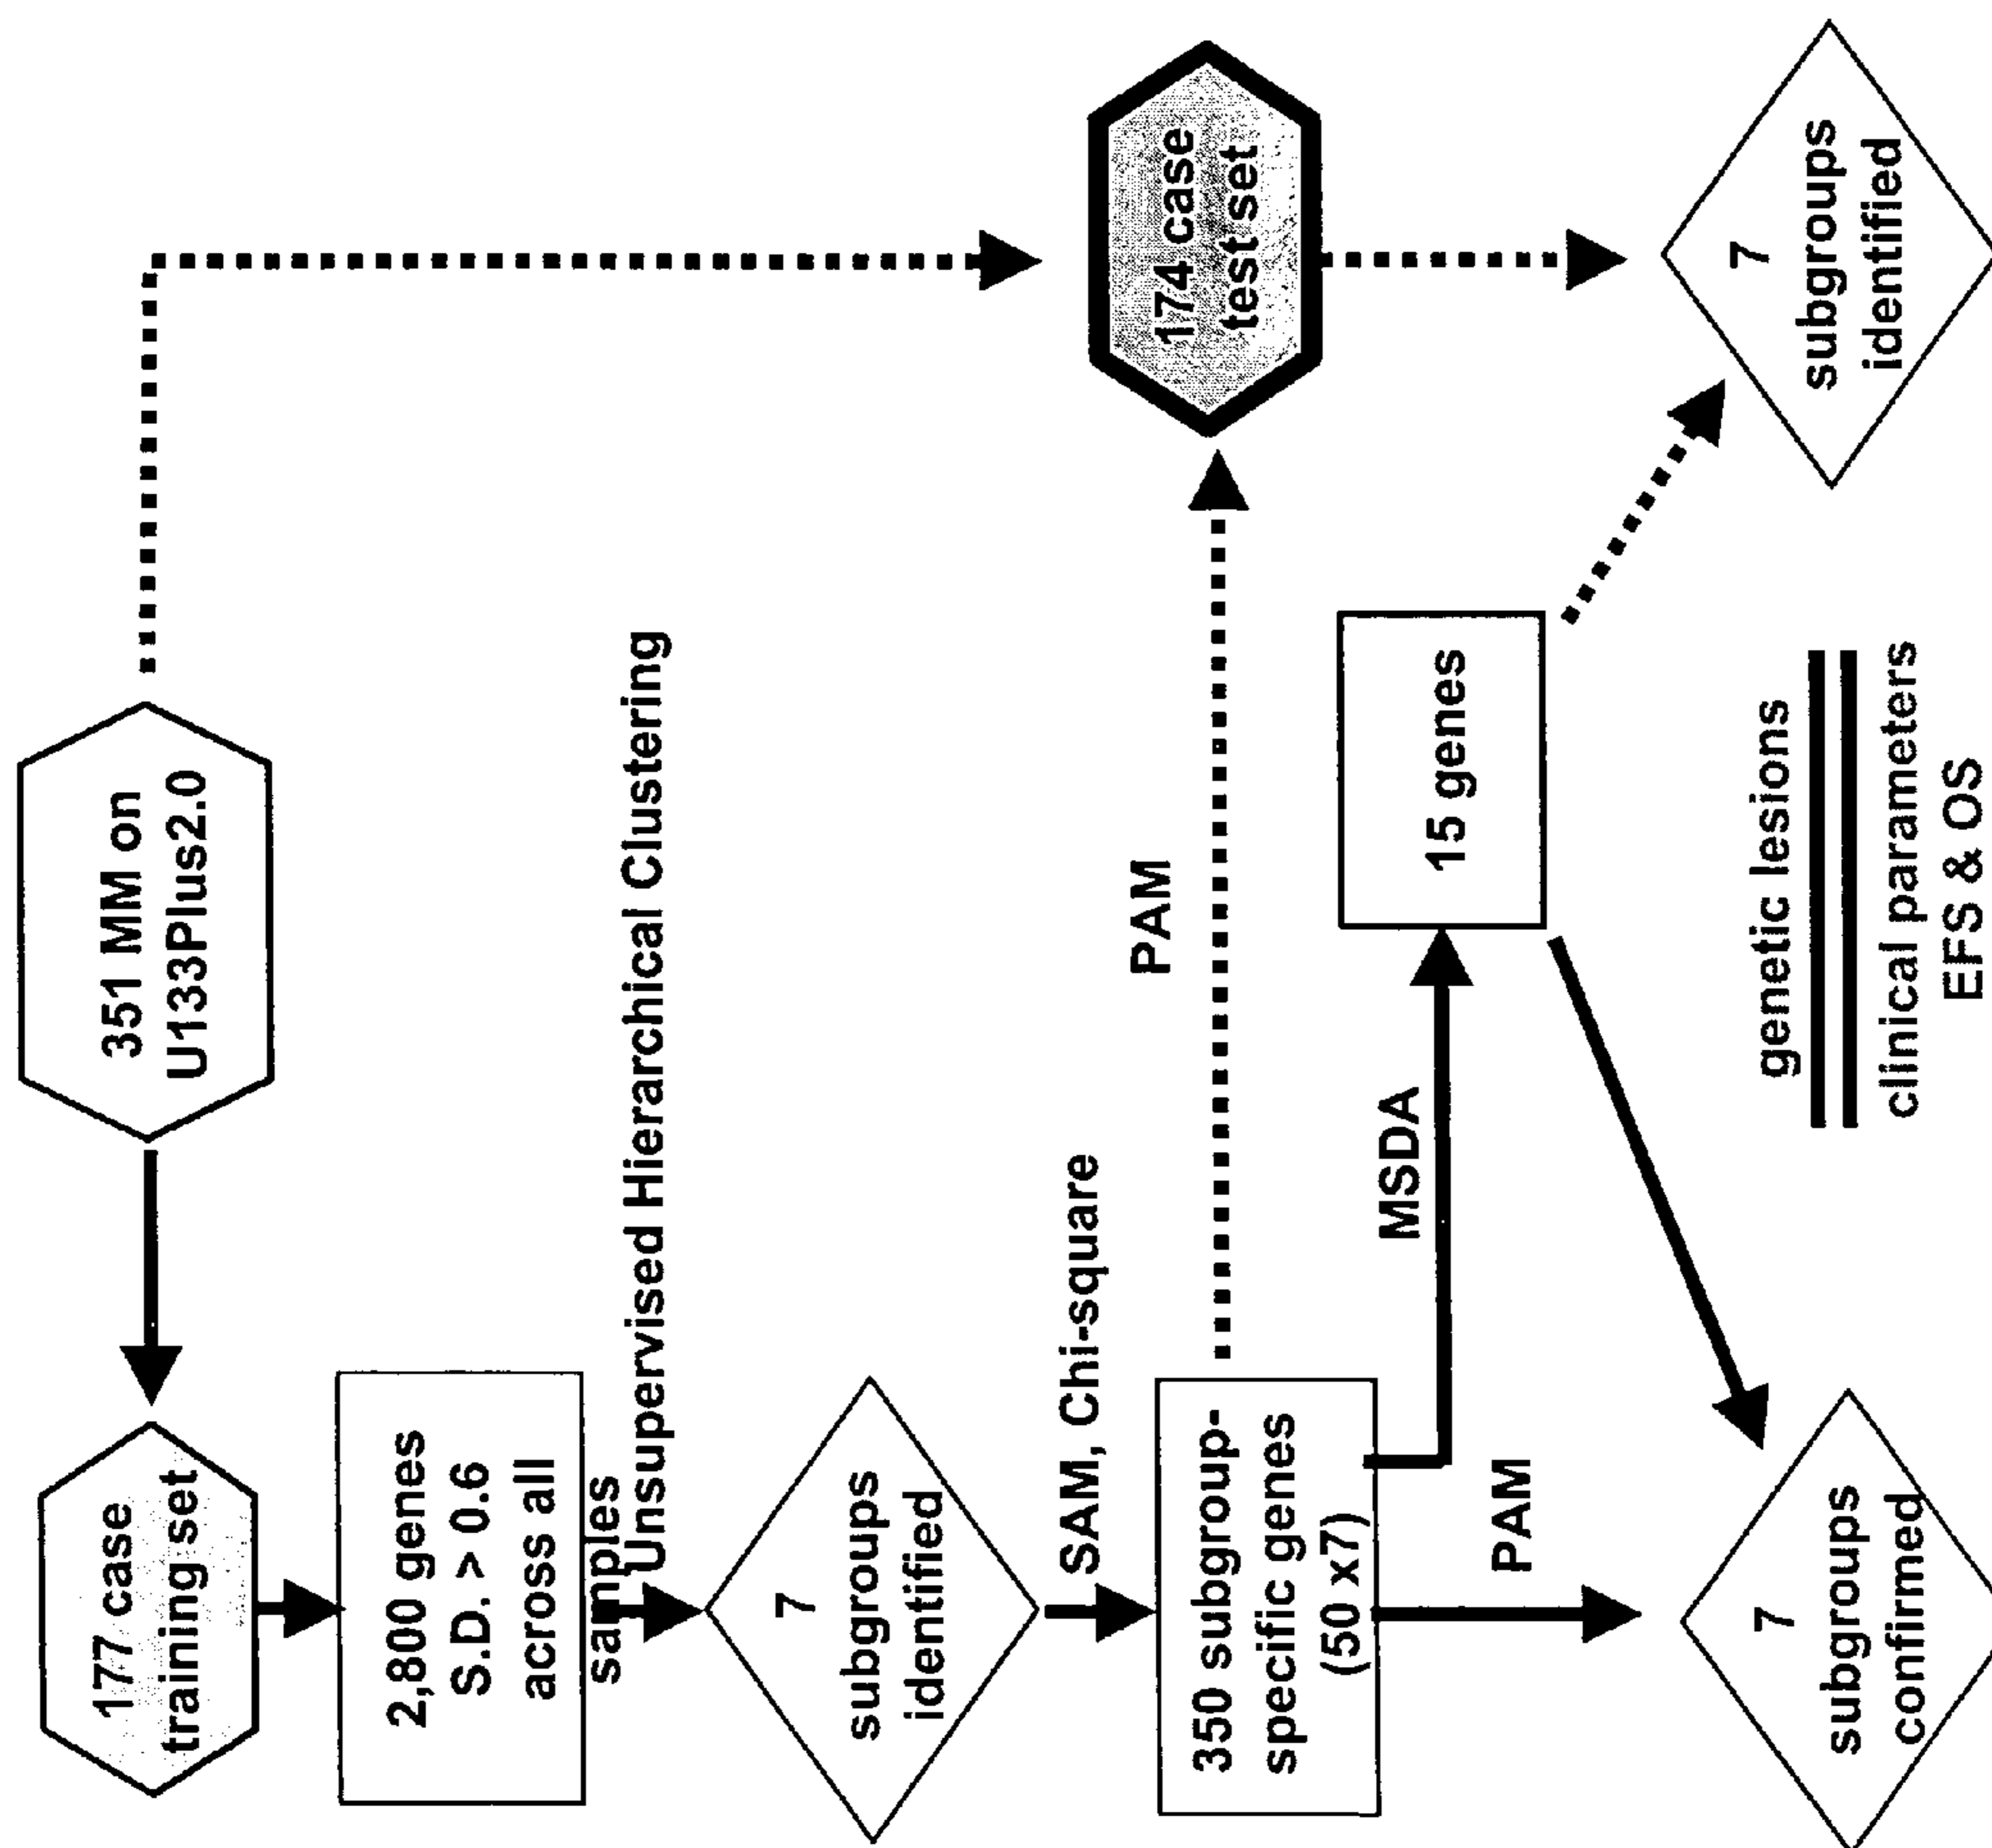 351 MM on
U133Plus2.0
177 case
training set
2,800 genes
S.D. > 0.6
across all
samples
Unsupervised Hierarchical Clustering
7
subgroups
identified
SAM, Chi-square
350 subgroup-
specific genes
(50 x7)
PAM
174 case
test set
MSDA
15 genes
PAM
7
subgroups
confirmed
genetic lesions
clinical parameters
EFS & OS
7
subgroups
identified